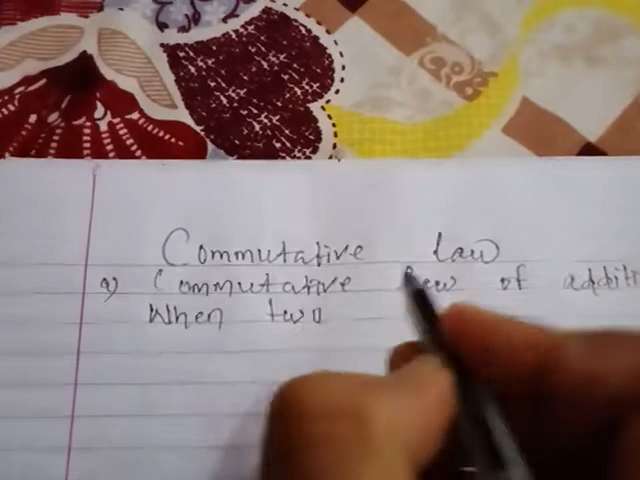 Commutative law
a) Commutative law of additi
When two